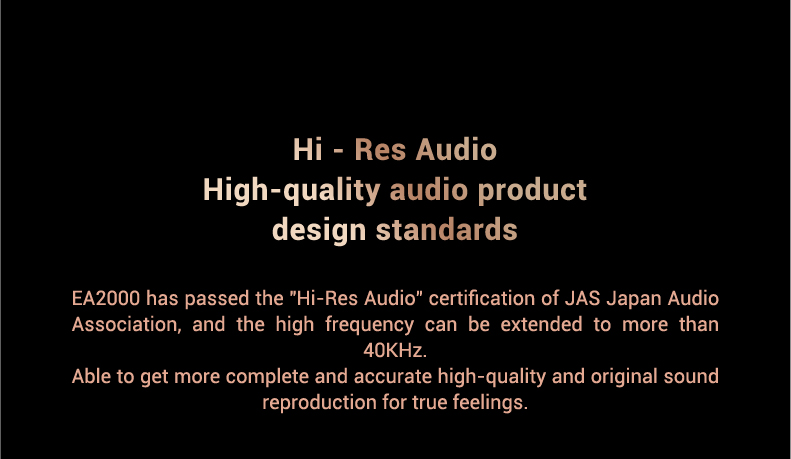 Hi - Res Audio
High-quality audio product
design standards
EA2000 has passed the "Hi-Res Audio" certification of JAS Japan Audio
Association, and the high frequency can be extended to more than
40KHz.
Able to get more complete and accurate high-quality and original sound
reproduction for true feelings.